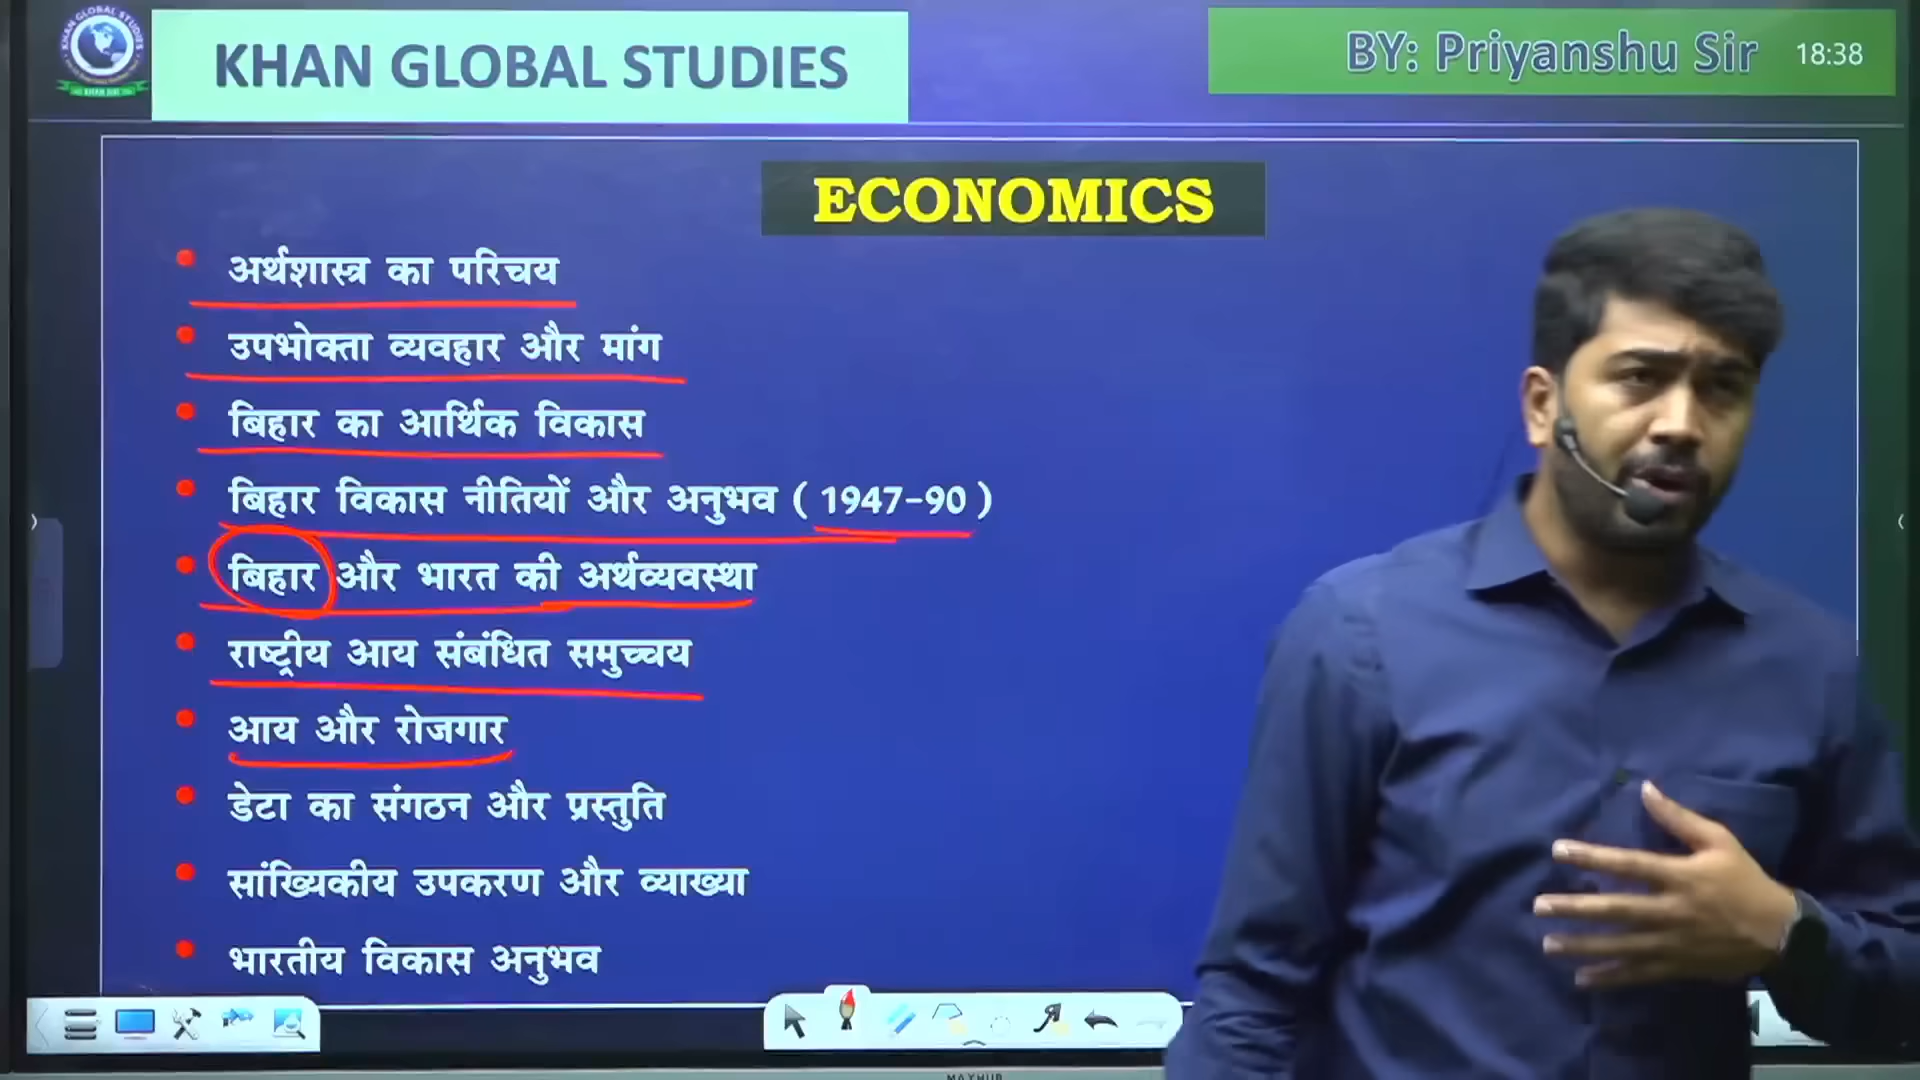 KHAN GLOBAL STUDIES
BY: Priyanshu Sir 18:38
ECONOMICS
अर्थशास्त्र का परिचय
उपभोक्ता व्यवहार और मांग
बिहार का आर्थिक विकास
बिहार विकास नीतियों और अनुभव ( 1947-90 )
बिहार और भारत की अर्थव्यवस्था
राष्ट्रीय आय संबंधित समुच्चय
आय और रोजगार
डेटा का संगठन और प्रस्तुति
सांख्यिकीय उपकरण और व्याख्या
भारतीय विकास अनुभव
MAXHUB